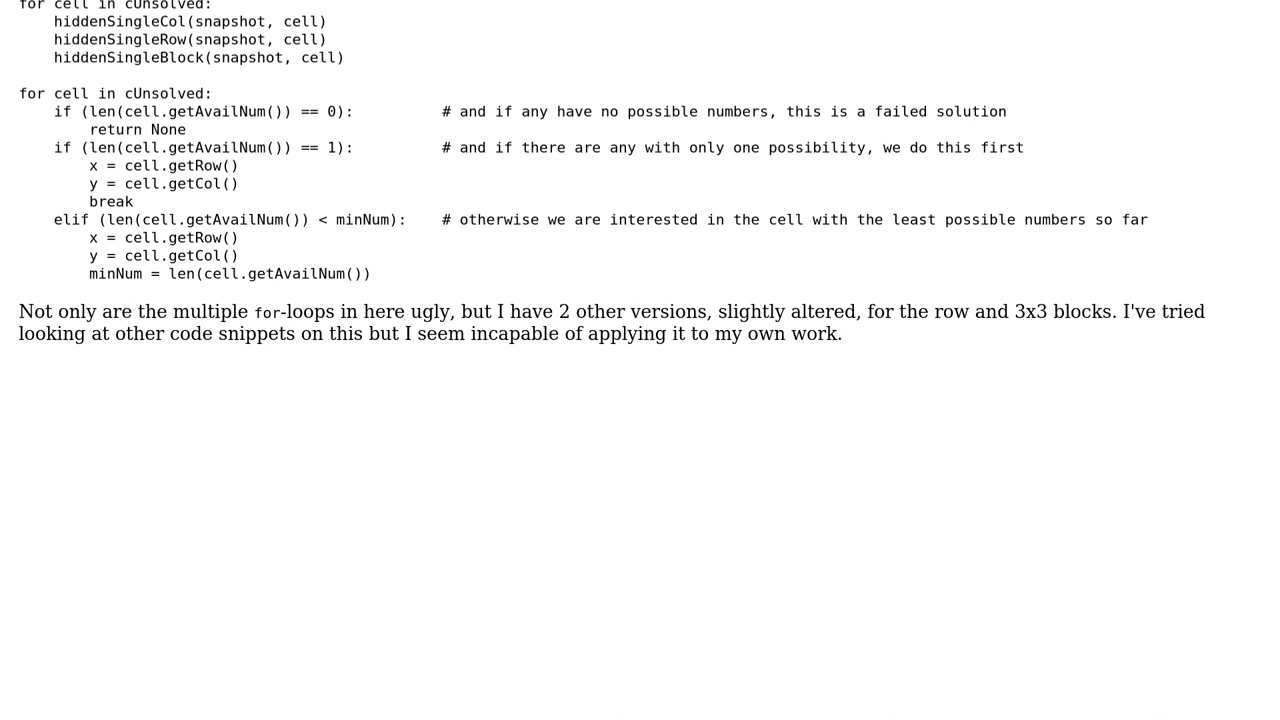 for cell in cUnsolved:
    hiddenSingleCol(snapshot, cell)
    hiddenSingleRow(snapshot, cell)
    hiddenSingleBlock(snapshot, cell)

for cell in cUnsolved:
    if (len(cell.getAvailNum()) == 0):          # and if any have no possible numbers, this is a failed solution
        return None
    if (len(cell.getAvailNum()) == 1):          # and if there are any with only one possibility, we do this first
        x = cell.getRow()
        y = cell.getCol()
        break
    elif (len(cell.getAvailNum()) < minNum):    # otherwise we are interested in the cell with the least possible numbers so far
        x = cell.getRow()
        y = cell.getCol()
        minNum = len(cell.getAvailNum())
Not only are the multiple for-loops in here ugly, but I have 2 other versions, slightly altered, for the row and 3x3 blocks. I've tried
looking at other code snippets on this but I seem incapable of applying it to my own work.